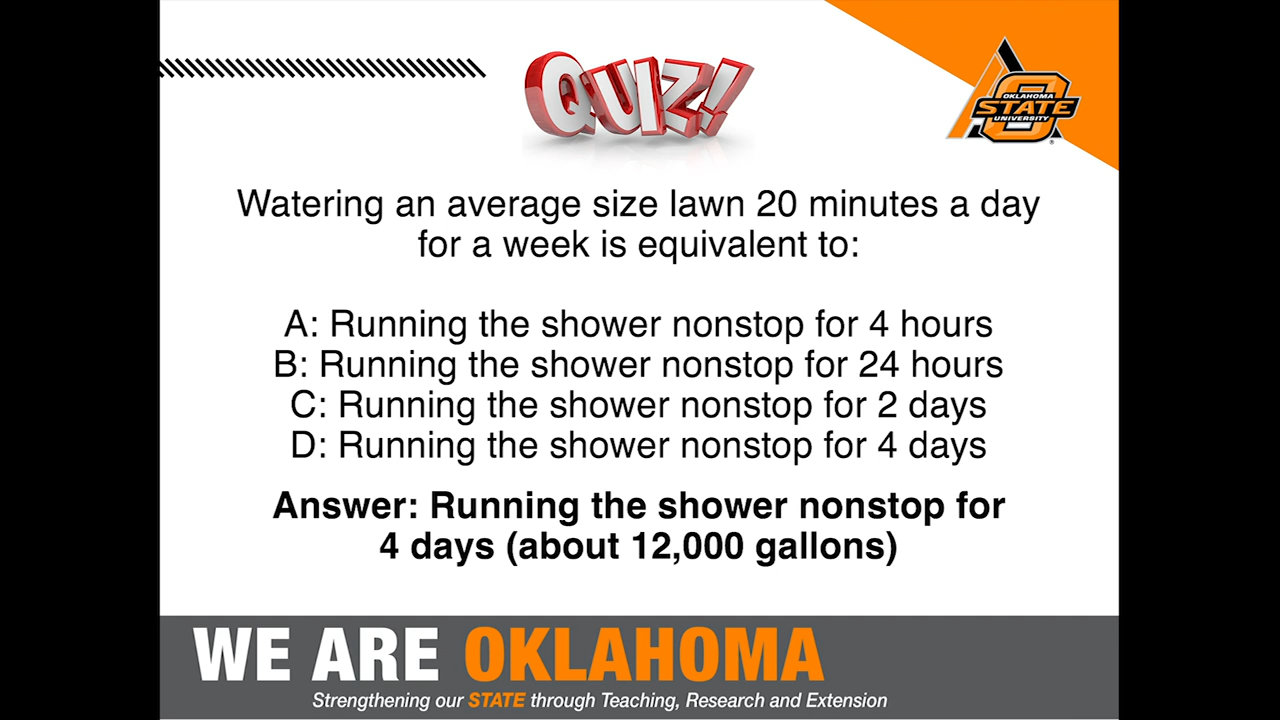 QUIZ!
OKLAHOMA
STATE
UNIVERSITY
Watering an average size lawn 20 minutes a day
for a week is equivalent to:
A: Running the shower nonstop for 4 hours
B: Running the shower nonstop for 24 hours
C: Running the shower nonstop for 2 days
D: Running the shower nonstop for 4 days
Answer: Running the shower nonstop for
4 days (about 12,000 gallons)
WE ARE OKLAHOMA
Strengthening our STATE through Teaching, Research and Extension